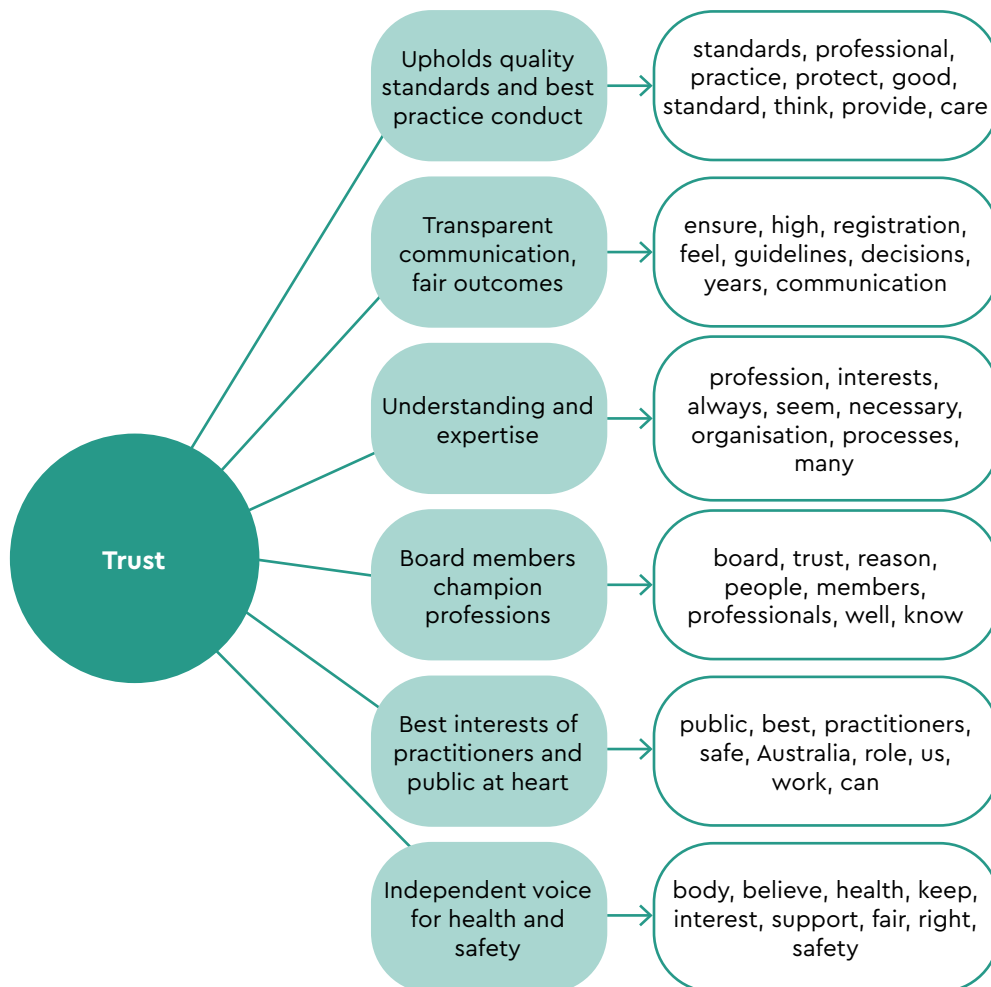 Upholds quality
standards and best
practice conduct
standards, professional,
practice, protect, good,
standard, think, provide, care
Transparent
communication,
fair outcomes
ensure, high, registration,
feel, guidelines, decisions,
years, communication
Understanding and
expertise
profession, interests,
always, seem, necessary,
organisation, processes,
many
Trust
Board members
champion
professions
board, trust, reason,
people, members,
professionals, well, know
Best interests of
practitioners and
public at heart
public, best, practitioners,
safe, Australia, role, us,
work, can
Independent voice
for health and
safety
body, believe, health, keep,
interest, support, fair, right,
safety